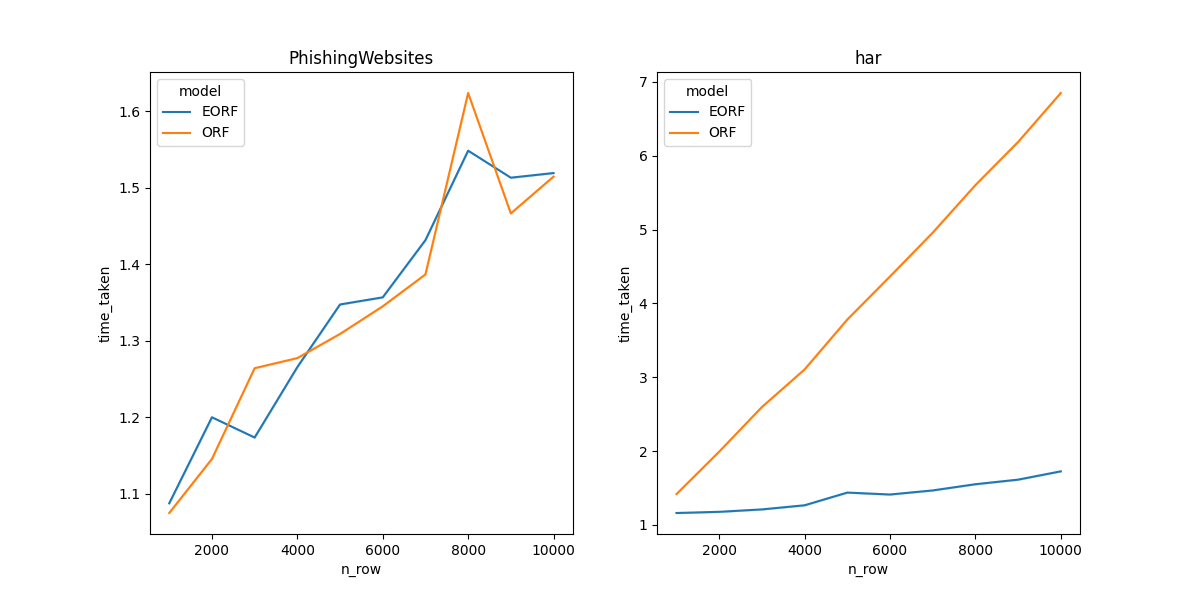 PhishingWebsites
model
EORF
ORF
1.6
1.5
1.4
1.3
1.2
1.1
time_taken
2000 4000 6000 8000 10000
n_row
har
model
EORF
ORF
7
6
5
4
3
2
1
time_taken
2000 4000 6000 8000 10000
n_row